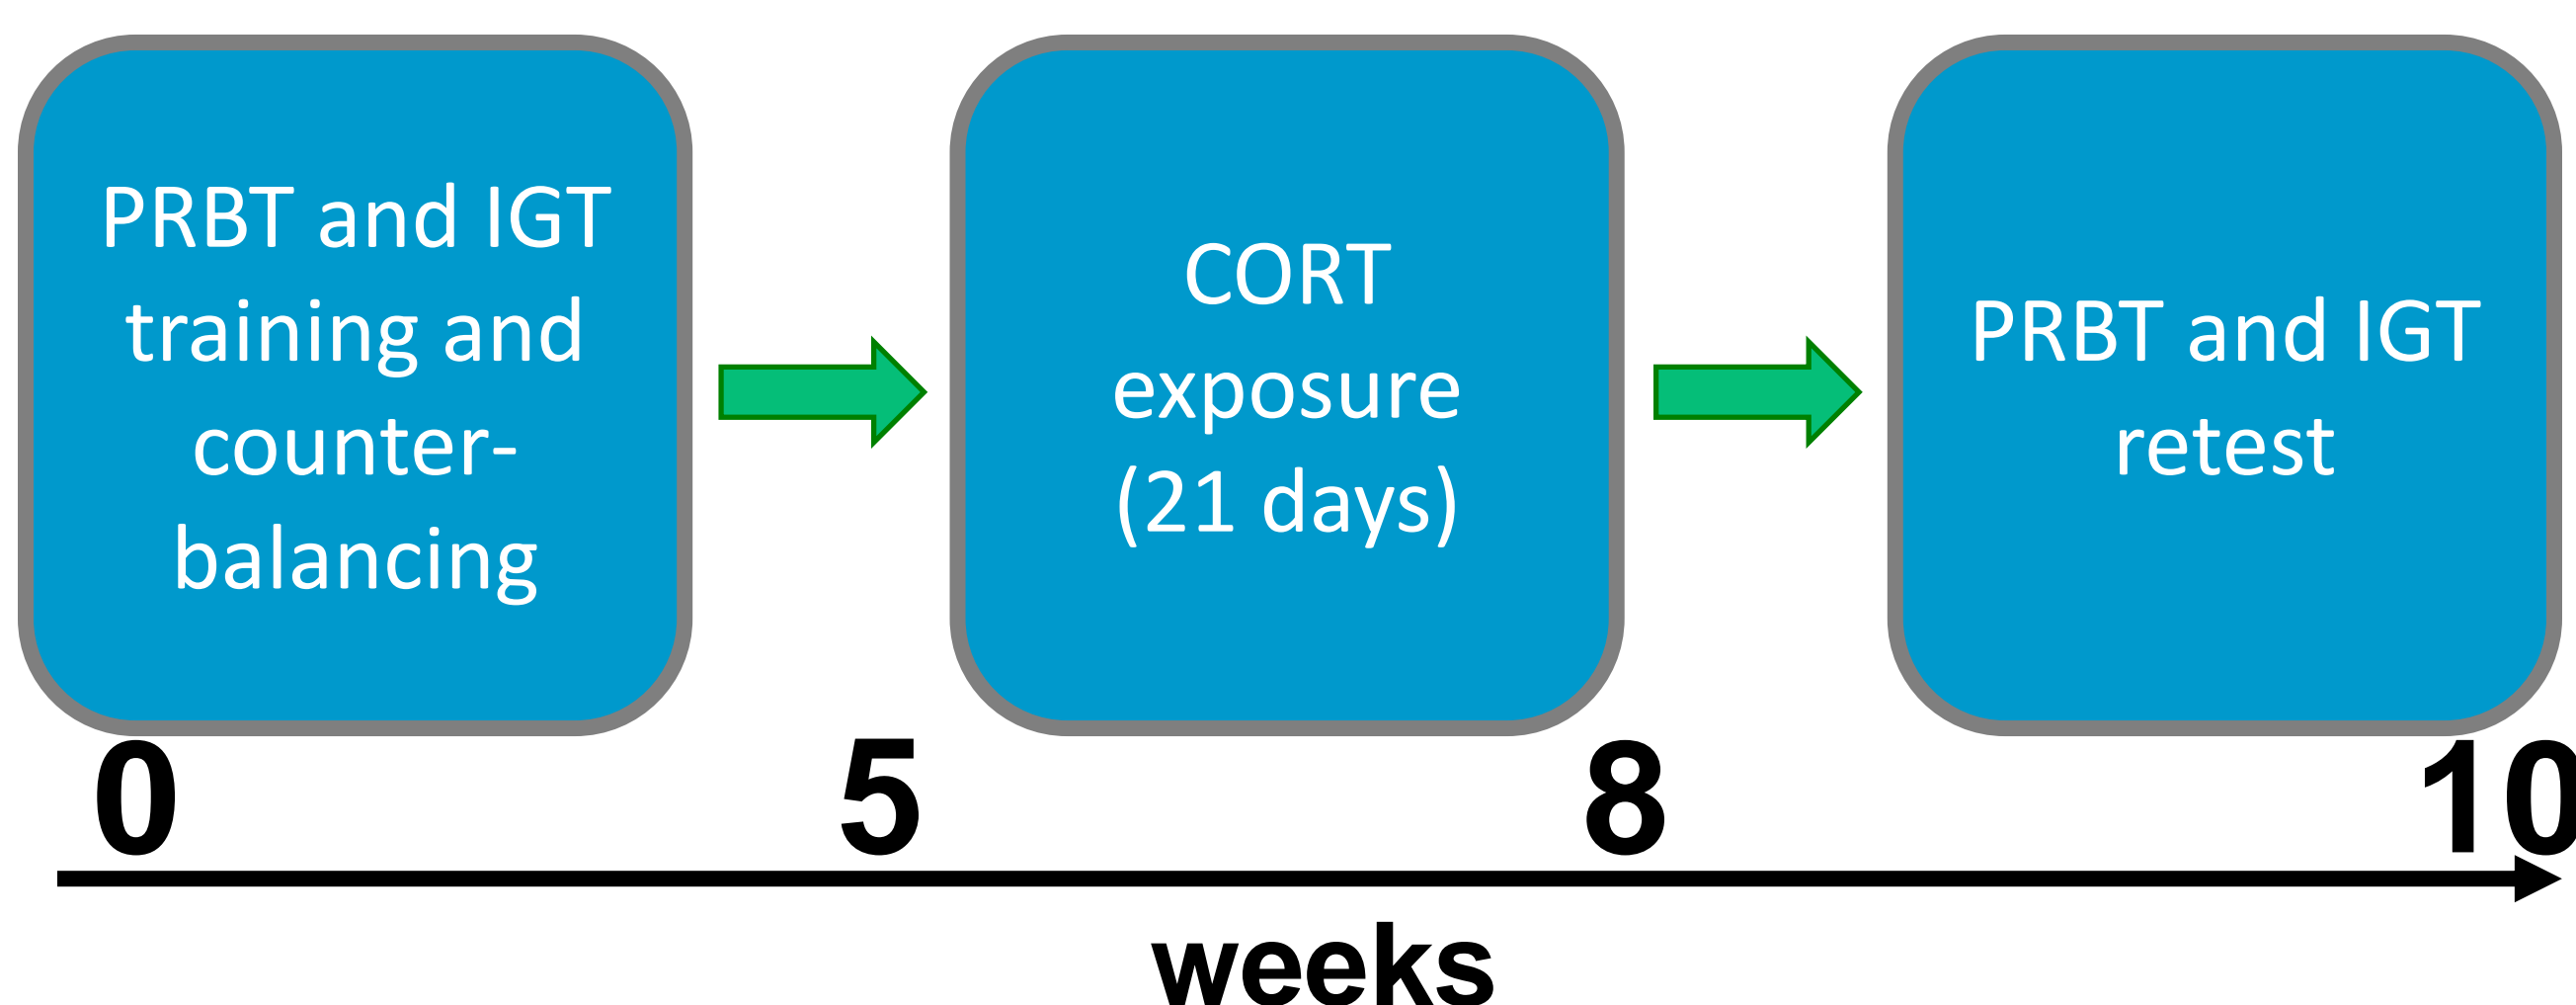 PRBT and IGT
training and
counter-
balancing
CORT
exposure
(21 days)
PRBT and IGT
retest
0 5 8 10
weeks